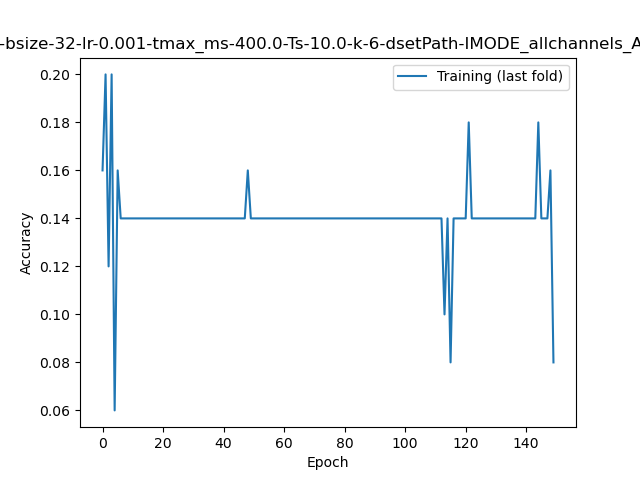 -bsize-32-lr-0.001-tmax_ms-400.0-Ts-10.0-k-6-dsetPath-IMODE_allchannels_A
Training (last fold)
0.20
0.18
0.16
0.14
0.12
0.10
0.08
0.06
Accuracy
0 20 40 60 80 100 120 140
Epoch